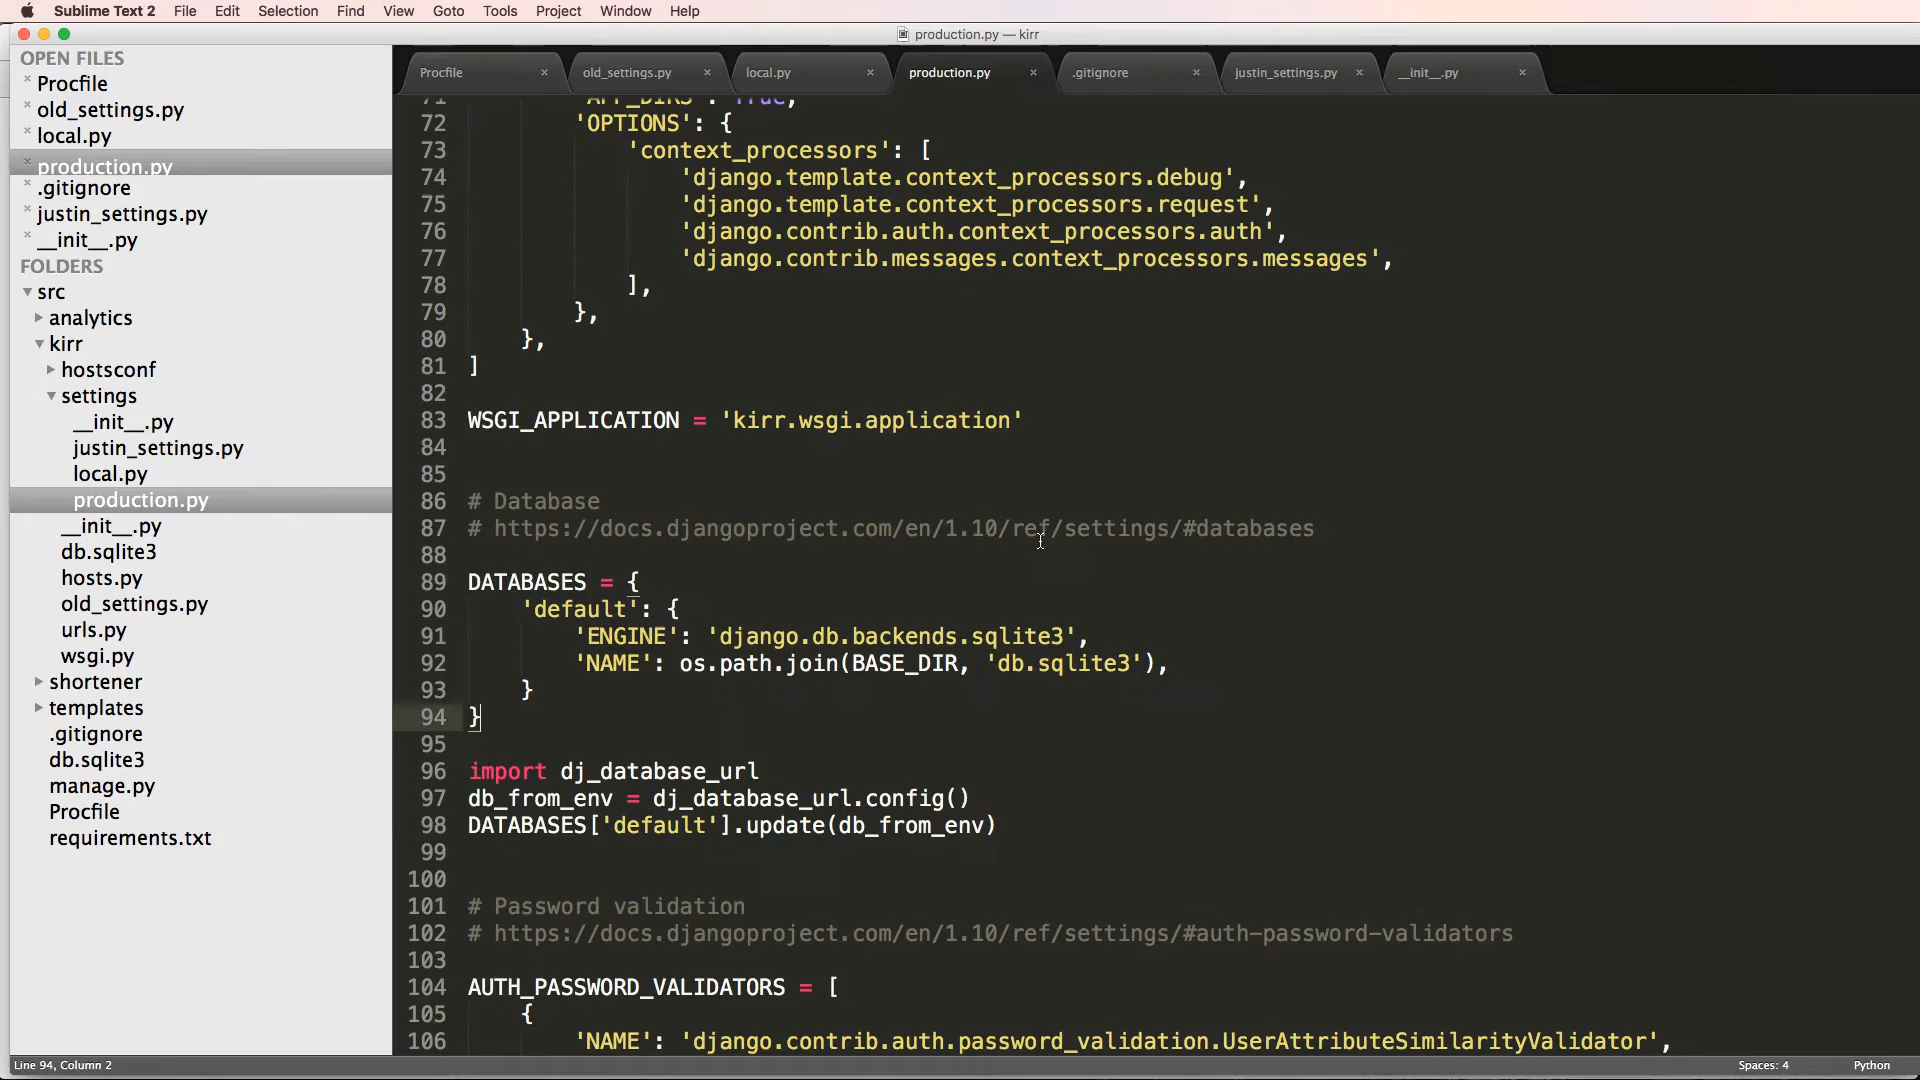 Sublime Text 2 File Edit Selection Find View Goto Tools Project Window Help
production.py — kirr
OPEN FILES
Procfile
old_settings.py
local.py
production.py
.gitignore
justin_settings.py
__init__.py
FOLDERS
src
analytics
kirr
hostsconf
settings
__init__.py
justin_settings.py
local.py
production.py
__init__.py
db.sqlite3
hosts.py
old_settings.py
urls.py
wsgi.py
shortener
templates
.gitignore
db.sqlite3
manage.py
Procfile
requirements.txt
Procfile × old_settings.py × local.py × production.py × .gitignore × justin_settings.py × __init__.py ×
71 'APP_DIRS': True,
72 'OPTIONS': {
73 'context_processors': [
74 'django.template.context_processors.debug',
75 'django.template.context_processors.request',
76 'django.contrib.auth.context_processors.auth',
77 'django.contrib.messages.context_processors.messages',
78 ],
79 },
80 },
81 ]
82
83 WSGI_APPLICATION = 'kirr.wsgi.application'
84
85
86 # Database
87 # https://docs.djangoproject.com/en/1.10/ref/settings/#databases
88
89 DATABASES = {
90 'default': {
91 'ENGINE': 'django.db.backends.sqlite3',
92 'NAME': os.path.join(BASE_DIR, 'db.sqlite3'),
93 }
94 }
95
96 import dj_database_url
97 db_from_env = dj_database_url.config()
98 DATABASES['default'].update(db_from_env)
99
100
101 # Password validation
102 # https://docs.djangoproject.com/en/1.10/ref/settings/#auth-password-validators
103
104 AUTH_PASSWORD_VALIDATORS = [
105 {
106 'NAME': 'django.contrib.auth.password_validation.UserAttributeSimilarityValidator',
Line 94, Column 2 Spaces: 4 Python